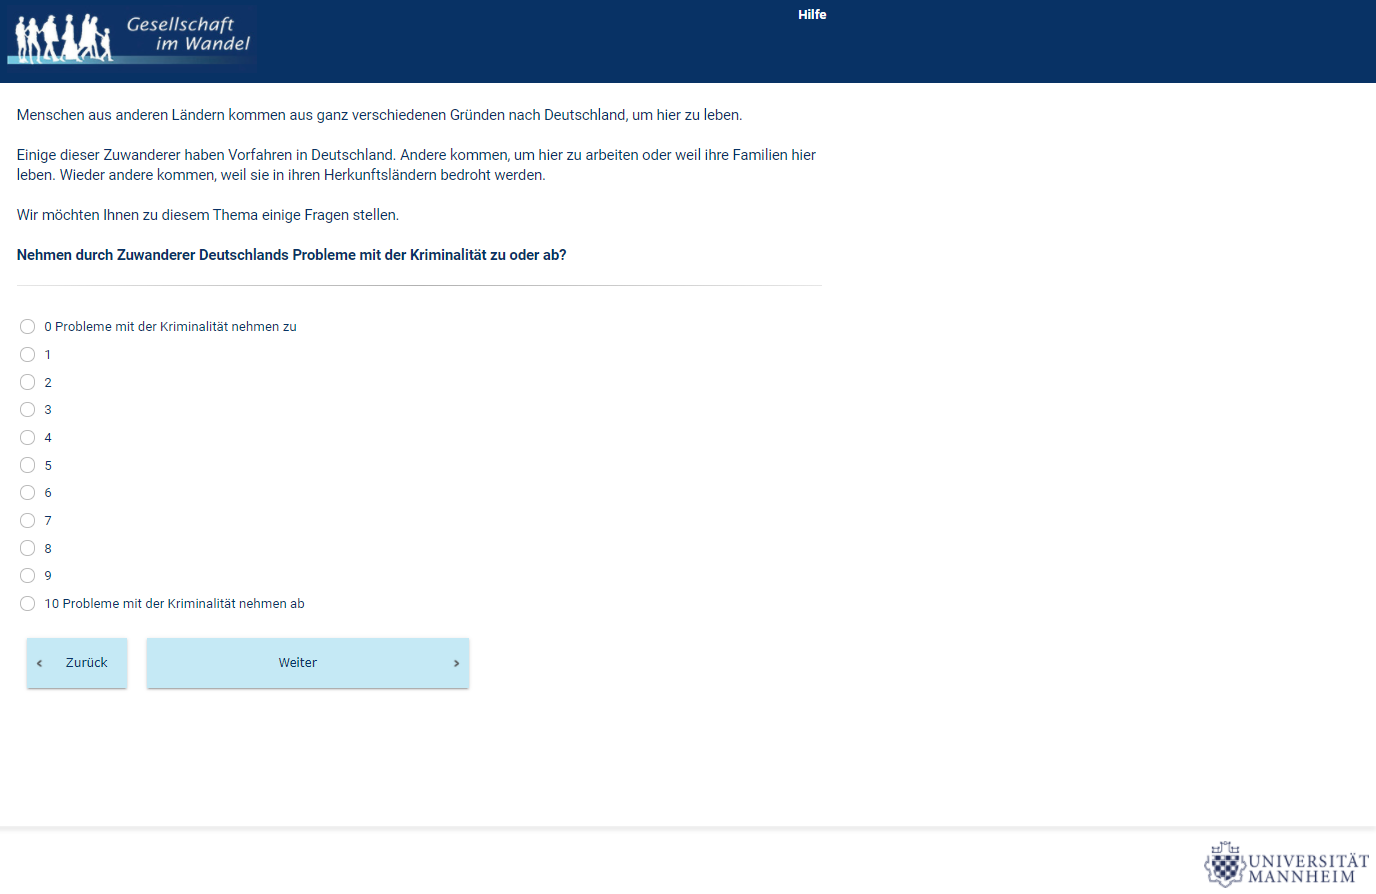 Gesellschaft
im Wandel
Hilfe
Menschen aus anderen Ländern kommen aus ganz verschiedenen Gründen nach Deutschland, um hier zu leben.
Einige dieser Zuwanderer haben Vorfahren in Deutschland. Andere kommen, um hier zu arbeiten oder weil ihre Familien hier
leben. Wieder andere kommen, weil sie in ihren Herkunftsländern bedroht werden.
Wir möchten Ihnen zu diesem Thema einige Fragen stellen.
Nehmen durch Zuwanderer Deutschlands Probleme mit der Kriminalität zu oder ab?
0 Probleme mit der Kriminalität nehmen zu
1
2
3
4
5
6
7
8
9
10 Probleme mit der Kriminalität nehmen ab
Zurück
Weiter
UNIVERSITÄT
MANNHEIM